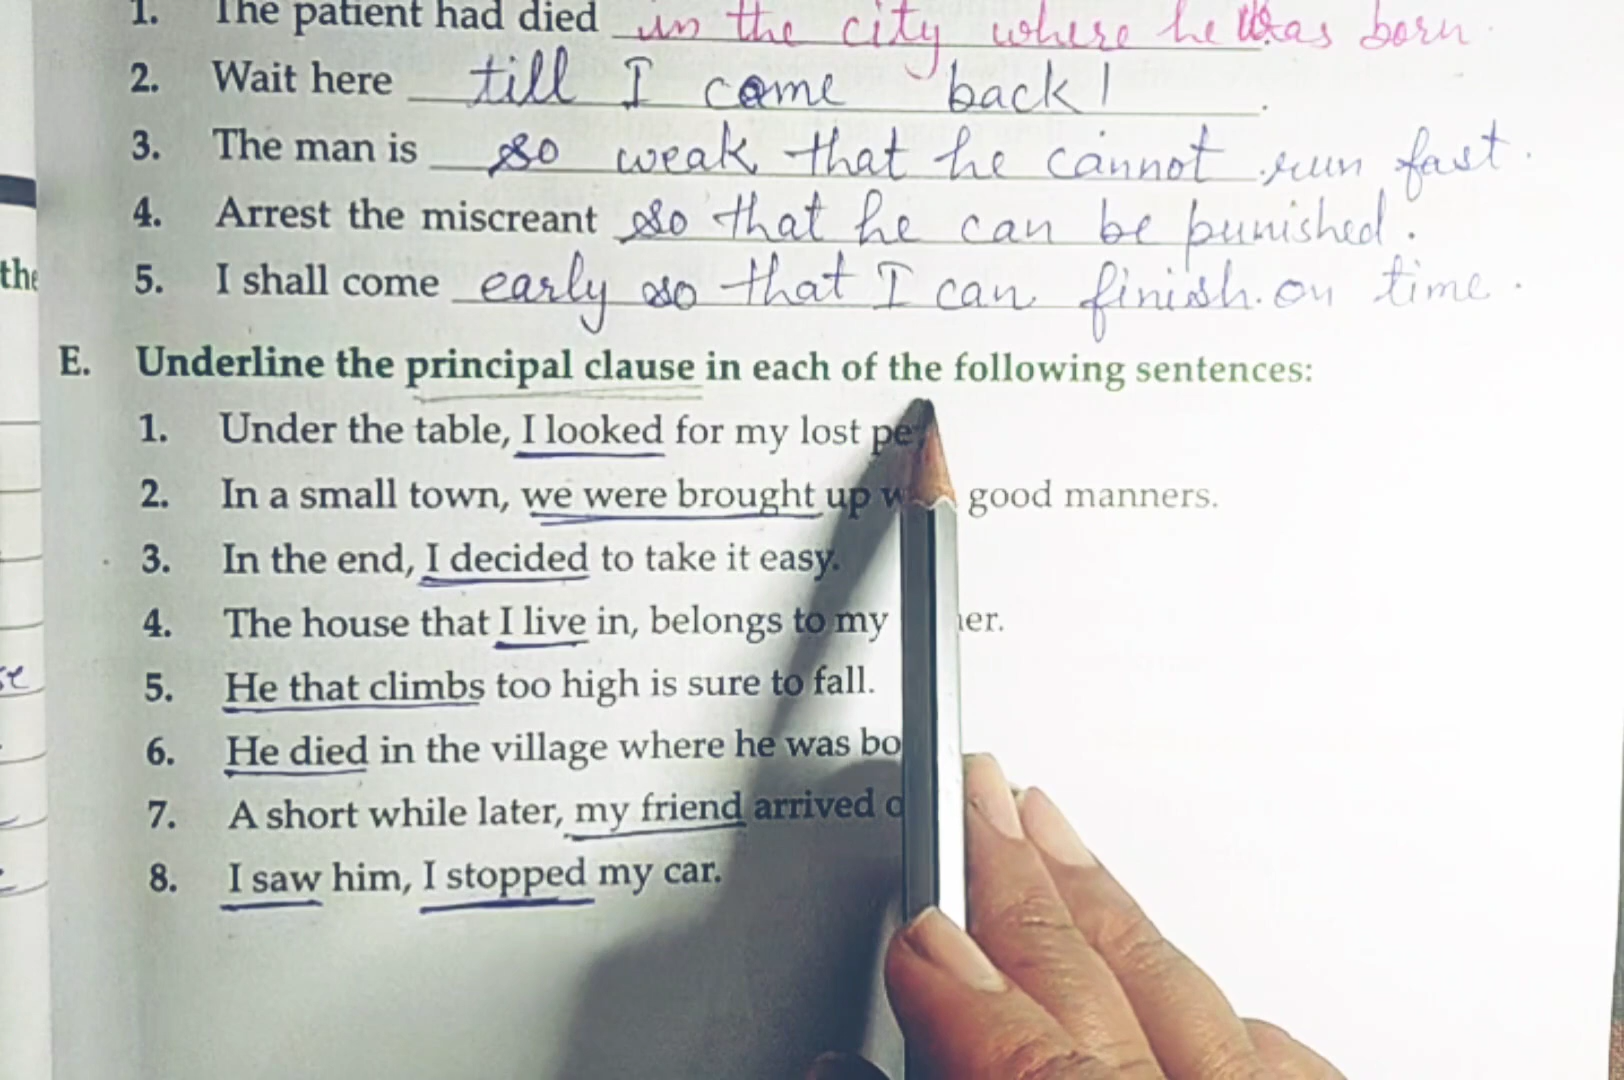 1. The patient had died in the city where he was born.
2. Wait here till I come back!
3. The man is so weak that he cannot run fast.
4. Arrest the miscreant so that he can be punished.
the 5. I shall come early so that I can finish on time.
E. Underline the principal clause in each of the following sentences:
1. Under the table, I looked for my lost
2. In a small town, we were brought up good manners.
3. In the end, I decided to take it easy.
4. The house that I live in, belongs to my
5. He that climbs too high is sure to fall.
6. He died in the village where he was
7. A short while later, my friend arrived
8. I saw him, I stopped my car.